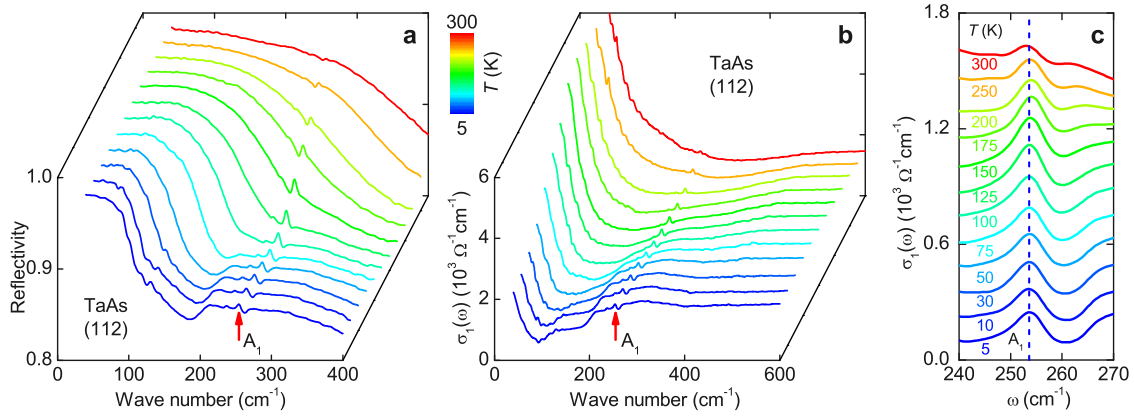 a
1.0
0.9
0.8
Reflectivity
TaAs
(112)
A1
0 100 200 300 400
Wave number (cm-1)
300
T (K)
5
b
TaAs
(112)
6
4
2
0
σ1(ω) (10³ Ω-1cm-1)
A1
0 200 400 600
Wave number (cm-1)
c
T (K)
1.8
1.2
0.6
0.0
σ1(ω) (10³ Ω-1cm-1)
300
250
200
175
150
125
100
75
50
30
10
5
A1
240 250 260 270
ω (cm-1)